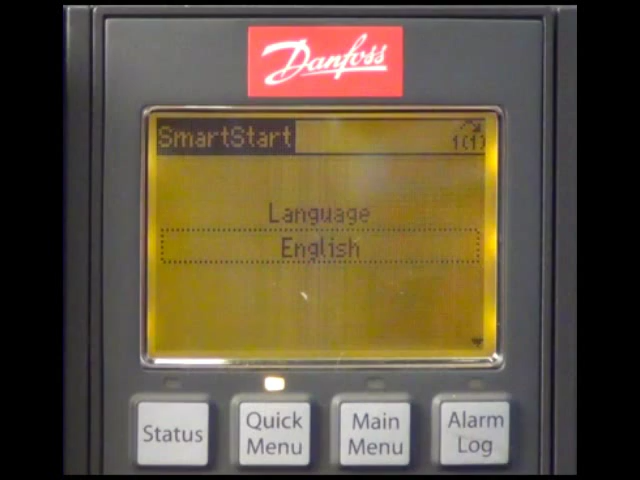 Danfoss
SmartStart
1(1)
Language
English
Status
Quick
Menu
Main
Menu
Alarm
Log